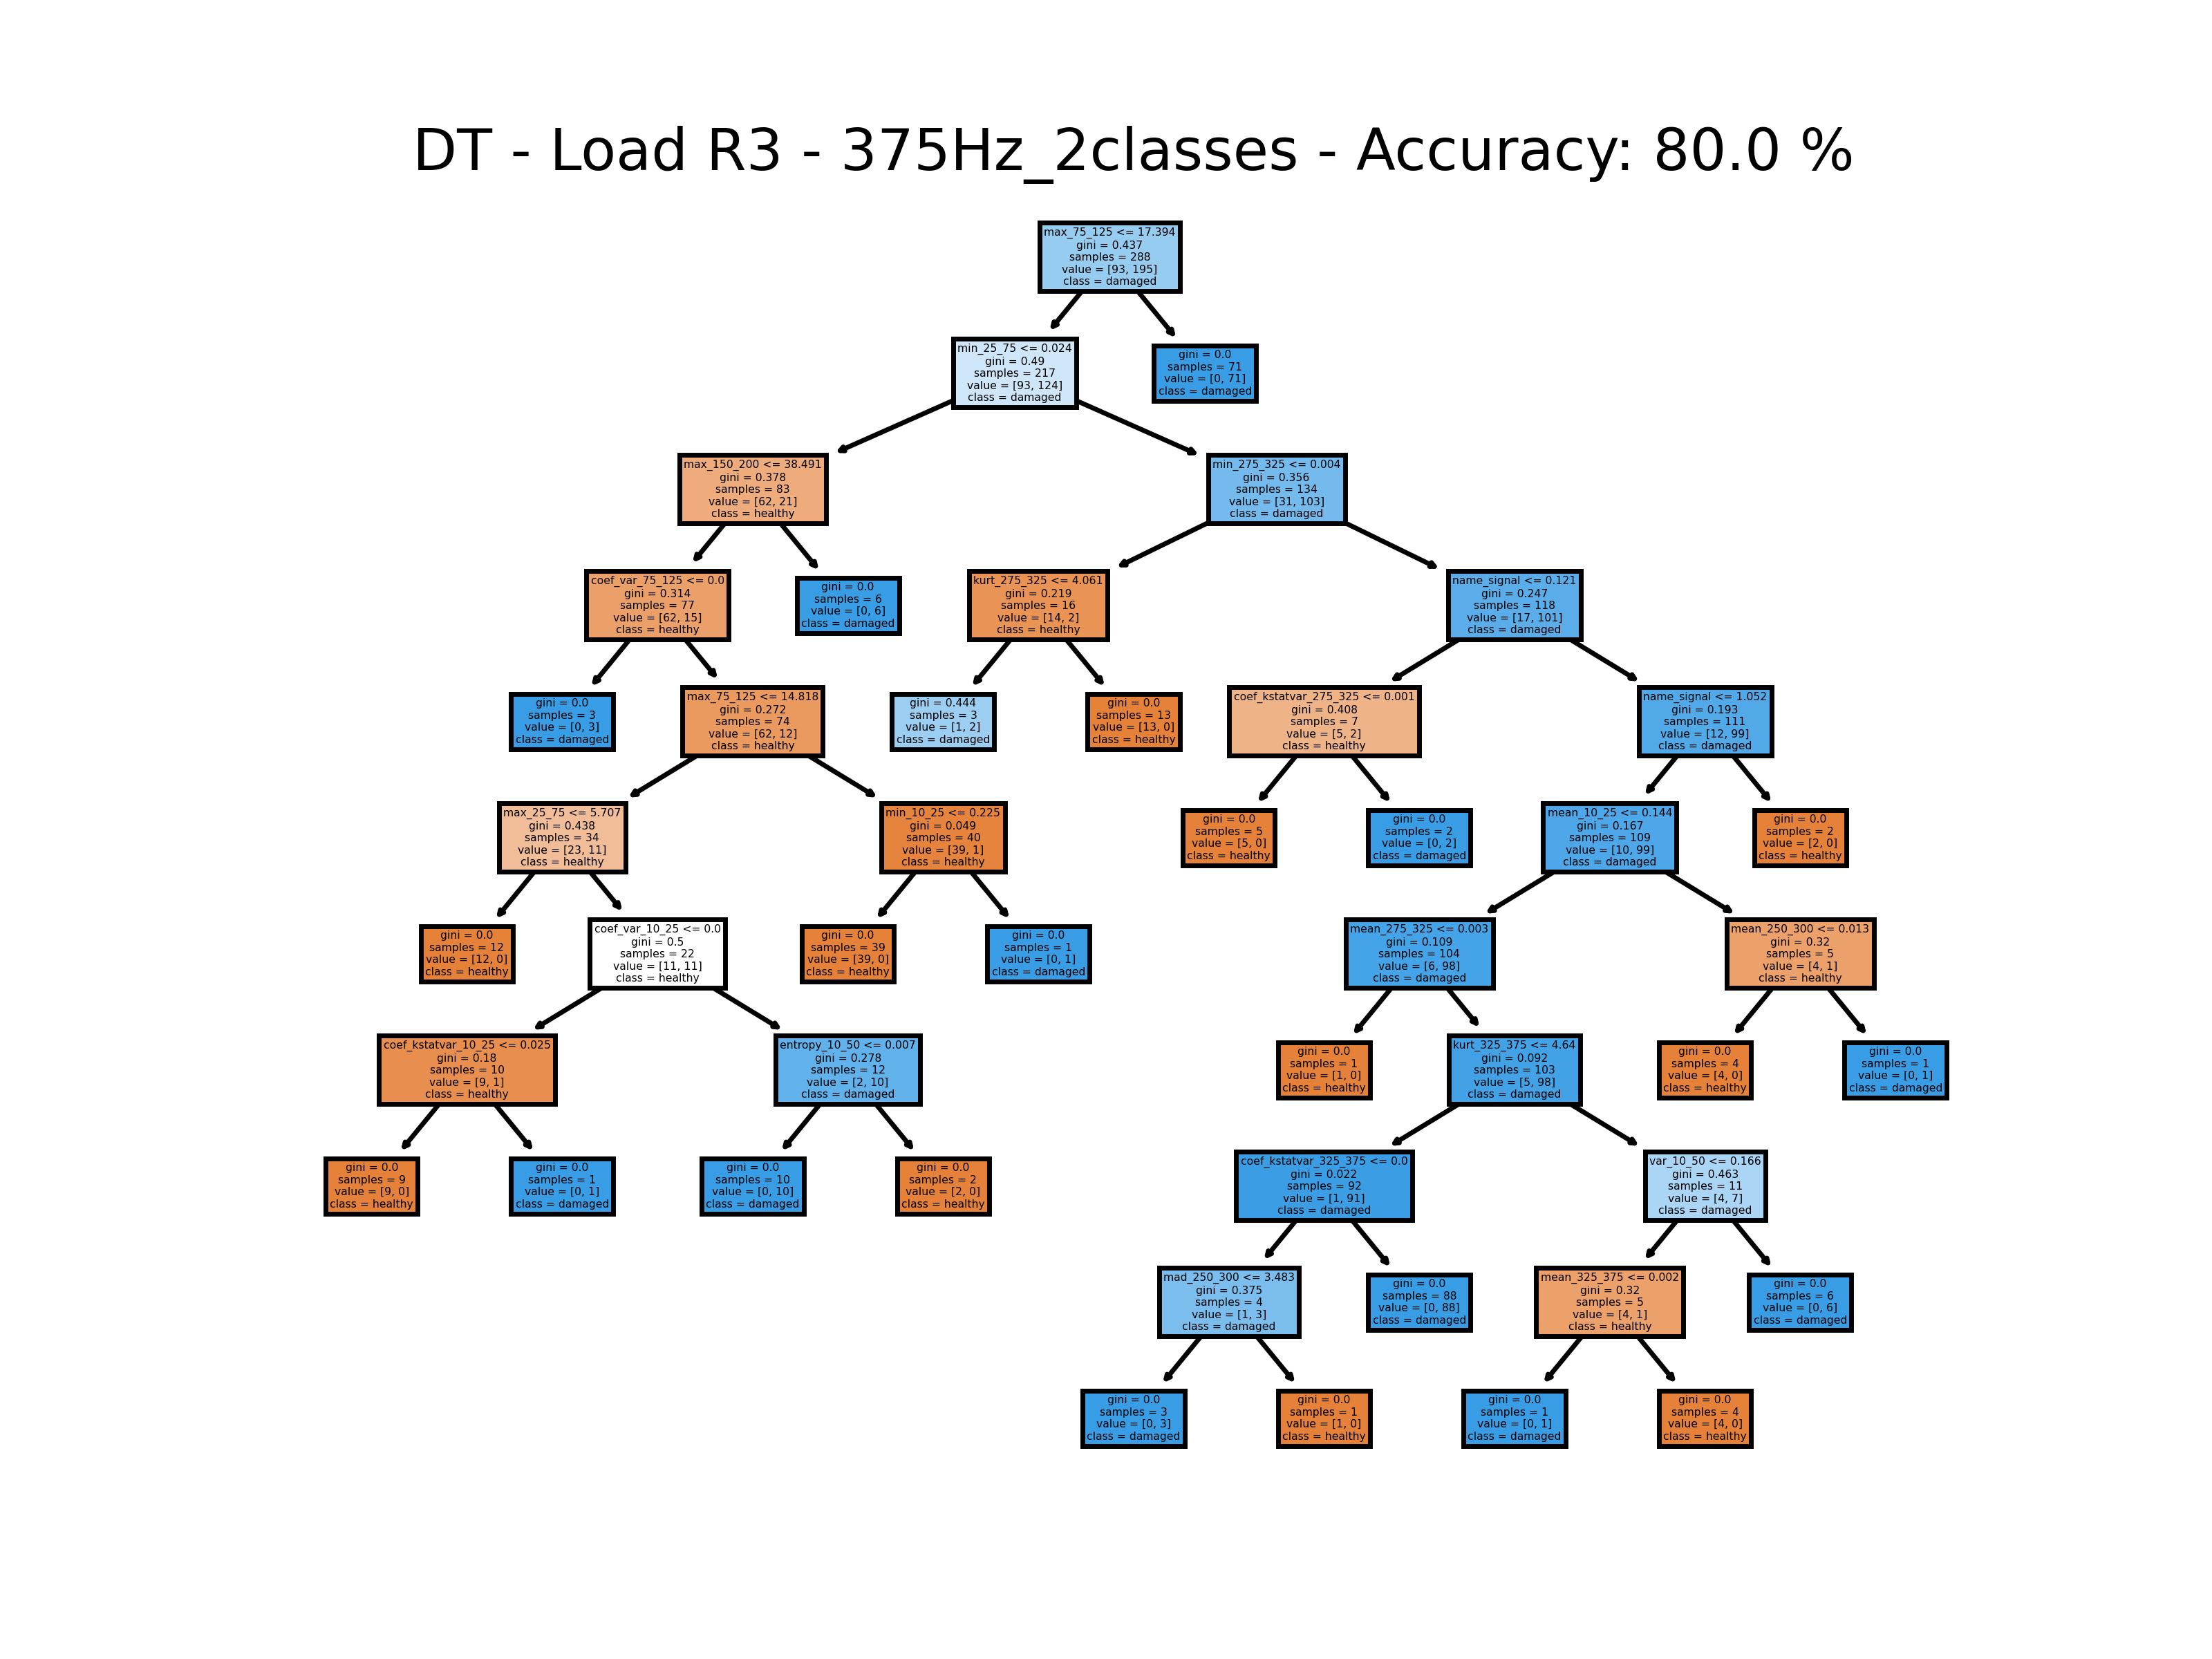 DT - Load R3 - 375Hz_2classes - Accuracy: 80.0 %
max_75_125 <= 17.394
gini = 0.437
samples = 288
value = [93, 195]
class = damaged
min_25_75 <= 0.024
gini = 0.49
samples = 217
value = [93, 124]
class = damaged
gini = 0.0
samples = 71
value = [0, 71]
class = damaged
max_150_200 <= 38.491
gini = 0.378
samples = 83
value = [62, 21]
class = healthy
min_275_325 <= 0.004
gini = 0.356
samples = 134
value = [31, 103]
class = damaged
coef_var_75_125 <= 0.0
gini = 0.314
samples = 77
value = [62, 15]
class = healthy
gini = 0.0
samples = 6
value = [0, 6]
class = damaged
kurt_275_325 <= 4.061
gini = 0.219
samples = 16
value = [14, 2]
class = healthy
name_signal <= 0.121
gini = 0.247
samples = 118
value = [17, 101]
class = damaged
gini = 0.0
samples = 3
value = [0, 3]
class = damaged
max_75_125 <= 14.818
gini = 0.272
samples = 74
value = [62, 12]
class = healthy
gini = 0.444
samples = 3
value = [1, 2]
class = damaged
gini = 0.0
samples = 13
value = [13, 0]
class = healthy
coef_kstatvar_275_325 <= 0.001
gini = 0.408
samples = 7
value = [5, 2]
class = healthy
name_signal <= 1.052
gini = 0.193
samples = 111
value = [12, 99]
class = damaged
max_25_75 <= 5.707
gini = 0.438
samples = 34
value = [23, 11]
class = healthy
min_10_25 <= 0.225
gini = 0.049
samples = 40
value = [39, 1]
class = healthy
gini = 0.0
samples = 5
value = [5, 0]
class = healthy
gini = 0.0
samples = 2
value = [0, 2]
class = damaged
mean_10_25 <= 0.144
gini = 0.167
samples = 109
value = [10, 99]
class = damaged
gini = 0.0
samples = 2
value = [2, 0]
class = healthy
gini = 0.0
samples = 12
value = [12, 0]
class = healthy
coef_var_10_25 <= 0.0
gini = 0.5
samples = 22
value = [11, 11]
class = healthy
gini = 0.0
samples = 39
value = [39, 0]
class = healthy
gini = 0.0
samples = 1
value = [0, 1]
class = damaged
mean_275_325 <= 0.003
gini = 0.109
samples = 104
value = [6, 98]
class = damaged
mean_250_300 <= 0.013
gini = 0.32
samples = 5
value = [4, 1]
class = healthy
coef_kstatvar_10_25 <= 0.025
gini = 0.18
samples = 10
value = [9, 1]
class = healthy
entropy_10_50 <= 0.007
gini = 0.278
samples = 12
value = [2, 10]
class = damaged
gini = 0.0
samples = 1
value = [1, 0]
class = healthy
kurt_325_375 <= 4.64
gini = 0.092
samples = 103
value = [5, 98]
class = damaged
gini = 0.0
samples = 4
value = [4, 0]
class = healthy
gini = 0.0
samples = 1
value = [0, 1]
class = damaged
gini = 0.0
samples = 9
value = [9, 0]
class = healthy
gini = 0.0
samples = 1
value = [0, 1]
class = damaged
gini = 0.0
samples = 10
value = [0, 10]
class = damaged
gini = 0.0
samples = 2
value = [2, 0]
class = healthy
coef_kstatvar_325_375 <= 0.0
gini = 0.022
samples = 92
value = [1, 91]
class = damaged
var_10_50 <= 0.166
gini = 0.463
samples = 11
value = [4, 7]
class = damaged
mad_250_300 <= 3.483
gini = 0.375
samples = 4
value = [1, 3]
class = damaged
gini = 0.0
samples = 88
value = [0, 88]
class = damaged
mean_325_375 <= 0.002
gini = 0.32
samples = 5
value = [4, 1]
class = healthy
gini = 0.0
samples = 6
value = [0, 6]
class = damaged
gini = 0.0
samples = 3
value = [0, 3]
class = damaged
gini = 0.0
samples = 1
value = [1, 0]
class = healthy
gini = 0.0
samples = 1
value = [0, 1]
class = damaged
gini = 0.0
samples = 4
value = [4, 0]
class = healthy